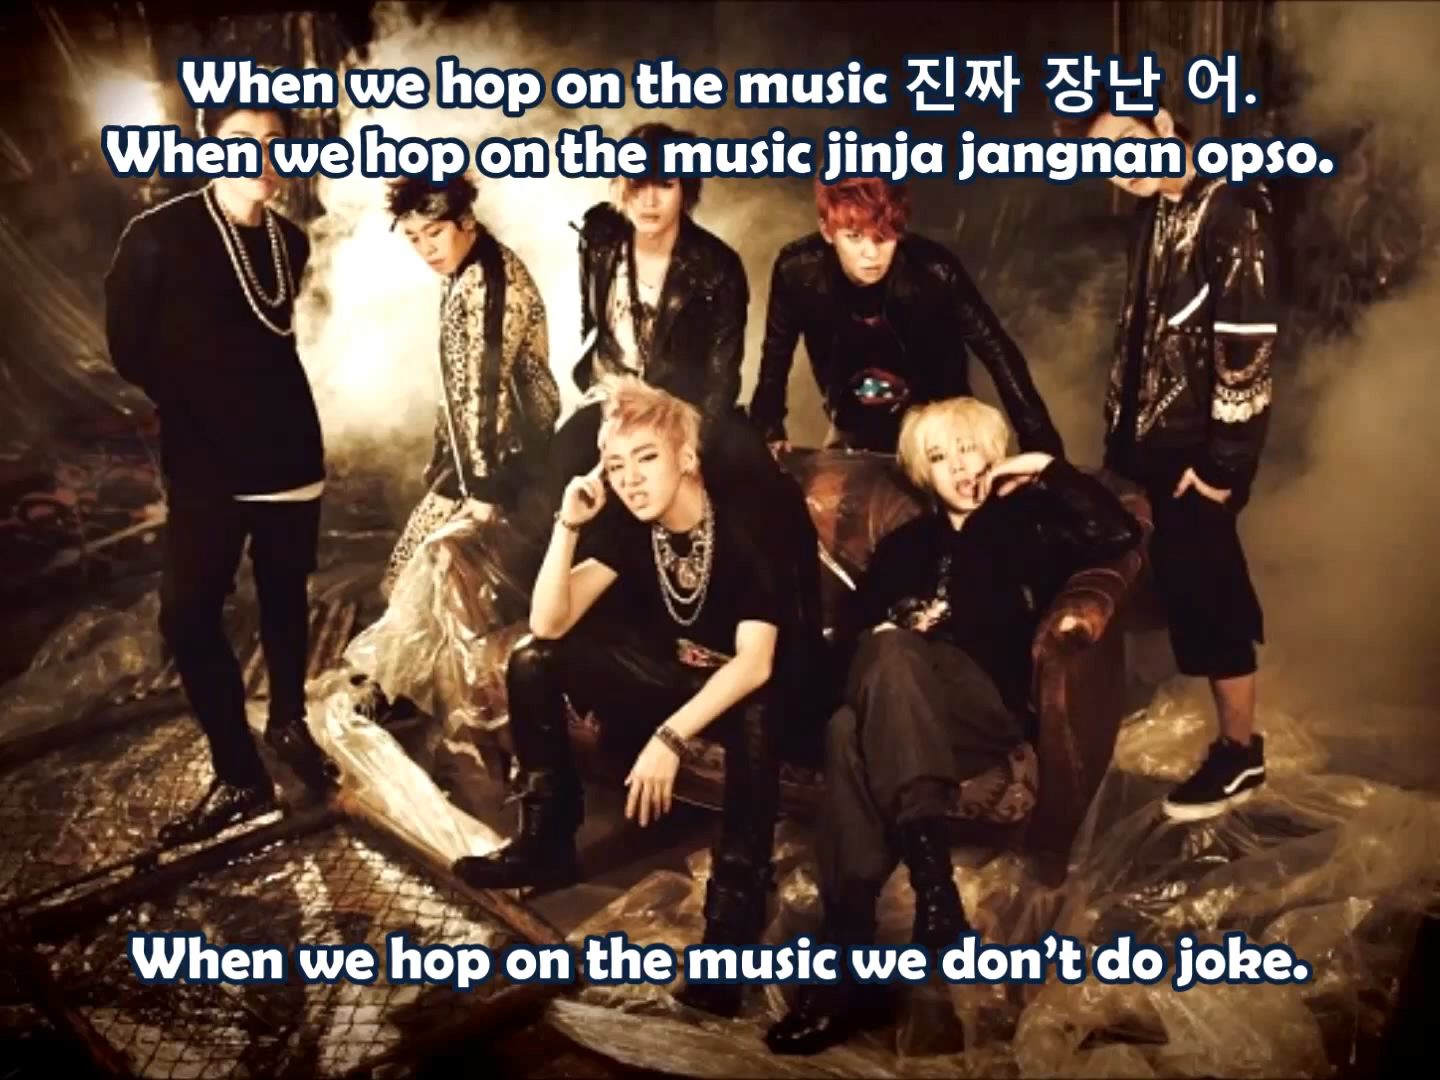 When we hop on the music 진짜 장난 어.
When we hop on the music jinja jangnan opso.
When we hop on the music we don't do joke.